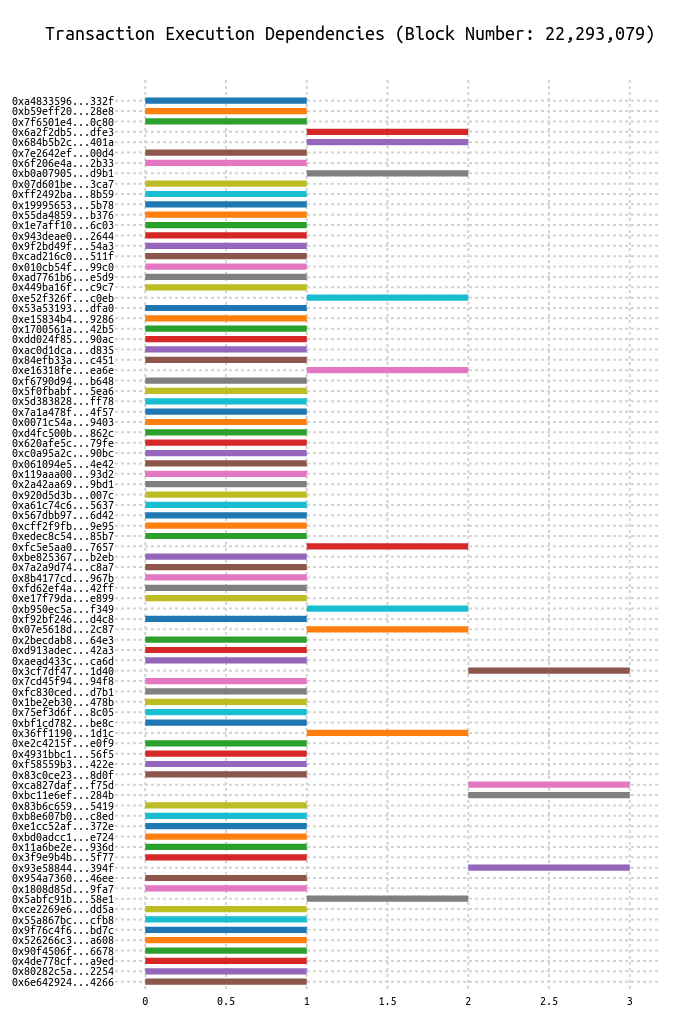 Transaction Execution Dependencies (Block Number: 22,293,079)
0xa4833596...332f
0xb59eff20...28e8
0x7f6501e4...0c80
0x6a2f2db5...dfe3
0x684b5b2c...401a
0x7e2642ef...00d4
0x6f206e4a...2b33
0xb0a07905...d9b1
0x07d601be...3ca7
0xff2492ba...8b59
0x19995653...5b78
0x55da4859...b376
0x1e7aff10...6c03
0x943deae0...2644
0x9f2bd49f...54a3
0xcad216c0...511f
0x010cb54f...99c0
0xad7761b6...e5d9
0x449ba16f...c9c7
0xe52f326f...c0eb
0x53a53193...dfa0
0xe15834b4...9286
0x1700561a...42b5
0xdd024f85...90ac
0xac0d1dca...d835
0x84efb33a...c451
0xe16318fe...ea6e
0xf6790d94...b648
0x5f0fbabf...5ea6
0x5d383828...ff78
0x7a1a478f...4f57
0x0071c54a...9403
0xd4fc500b...862c
0x620afe5c...79fe
0xc0a95a2c...90bc
0x061094e5...4e42
0x119aaa00...93d2
0x2a42aa69...9bd1
0x920d5d3b...007c
0xa61c74c6...5637
0x567dbb97...6d42
0xcff2f9fb...9e95
0xedec8c54...85b7
0xfc5e5aa0...7657
0xbe825367...b2eb
0x7a2a9d74...c8a7
0x8b4177cd...967b
0xfd62ef4a...42ff
0xe17f79da...e899
0xb950ec5a...f349
0xf92bf246...d4c8
0x07e5618d...2c87
0x2becdab8...64e3
0xd913adec...42a3
0xaead433c...ca6d
0x3cf7df47...1d40
0x7cd45f94...94f8
0xfc830ced...d7b1
0x1be2eb30...478b
0x75ef3d6f...8c05
0xbf1cd782...be8c
0x36ff1190...1d1c
0xe2c4215f...e0f9
0x4931bbc1...56f5
0xf58559b3...422e
0x83c0ce23...8d0f
0xca827daf...f75d
0xbc11e6ef...284b
0x83b6c659...5419
0xb8e607b0...c8ed
0xe1cc52af...372e
0xbd0adcc1...e724
0x11a6be2e...936d
0x3f9e9b4b...5f77
0x93e58844...394f
0x954a7360...46ee
0x1808d85d...9fa7
0x5abfc91b...58e1
0xce2269e6...dd5a
0x55a867bc...cfb8
0x9f76c4f6...bd7c
0x526266c3...a608
0x90f4506f...6678
0x4de778cf...a9ed
0x80282c5a...2254
0x6e642924...4266
0 0.5 1 1.5 2 2.5 3